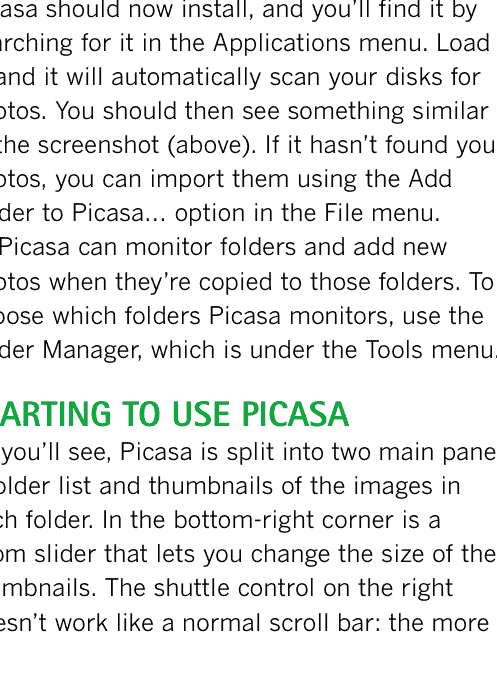 asa should now install, and you’ll find it by
arching for it in the Applications menu. Load
and it will automatically scan your disks for
otos. You should then see something similar
the screenshot (above). If it hasn’t found you
otos, you can import them using the Add
der to Picasa... option in the File menu.
Picasa can monitor folders and add new
otos when they’re copied to those folders. To
oose which folders Picasa monitors, use the
der Manager, which is under the Tools menu.
ARTING TO USE PICASA
you’ll see, Picasa is split into two main pane
older list and thumbnails of the images in
ch folder. In the bottom-right corner is a
om slider that lets you change the size of the
mbnails. The shuttle control on the right
esn’t work like a normal scroll bar: the more